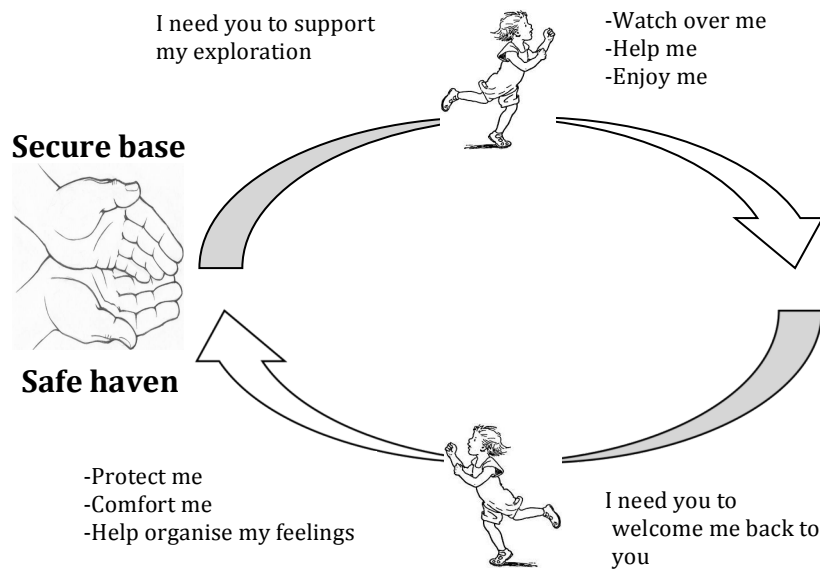 I need you to support
my exploration
-Watch over me
-Help me
-Enjoy me
Secure base
Safe haven
-Protect me
-Comfort me
-Help organise my feelings
I need you to
welcome me back to
you